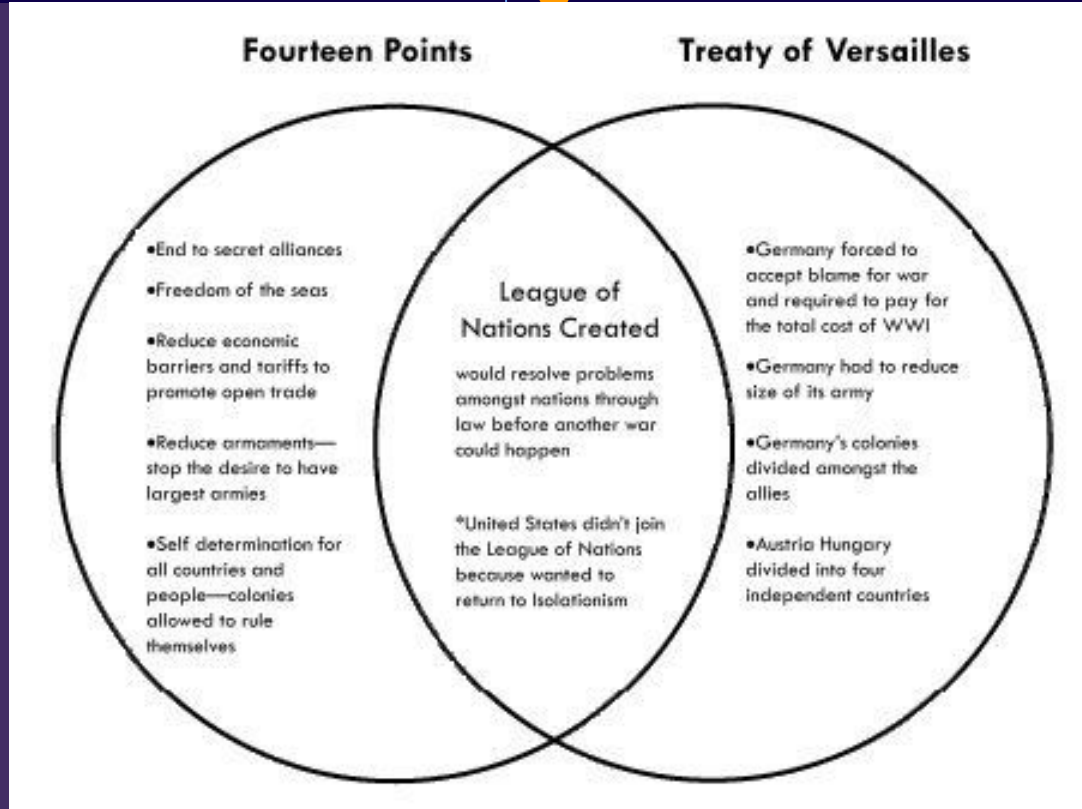 Fourteen Points
Treaty of Versailles
•End to secret alliances
•Freedom of the seas
•Reduce economic
barriers and tariffs to
promote open trade
•Reduce armaments—
stop the desire to have
largest armies
•Self determination for
all countries and
people—colonies
allowed to rule
themselves
League of
Nations Created
would resolve problems
amongst nations through
law before another war
could happen
*United States didn't join
the League of Nations
because wanted to
return to Isolationism
•Germany forced to
accept blame for war
and required to pay for
the total cost of WWI
•Germany had to reduce
size of its army
•Germany's colonies
divided amongst the
allies
•Austria Hungary
divided into four
independent countries